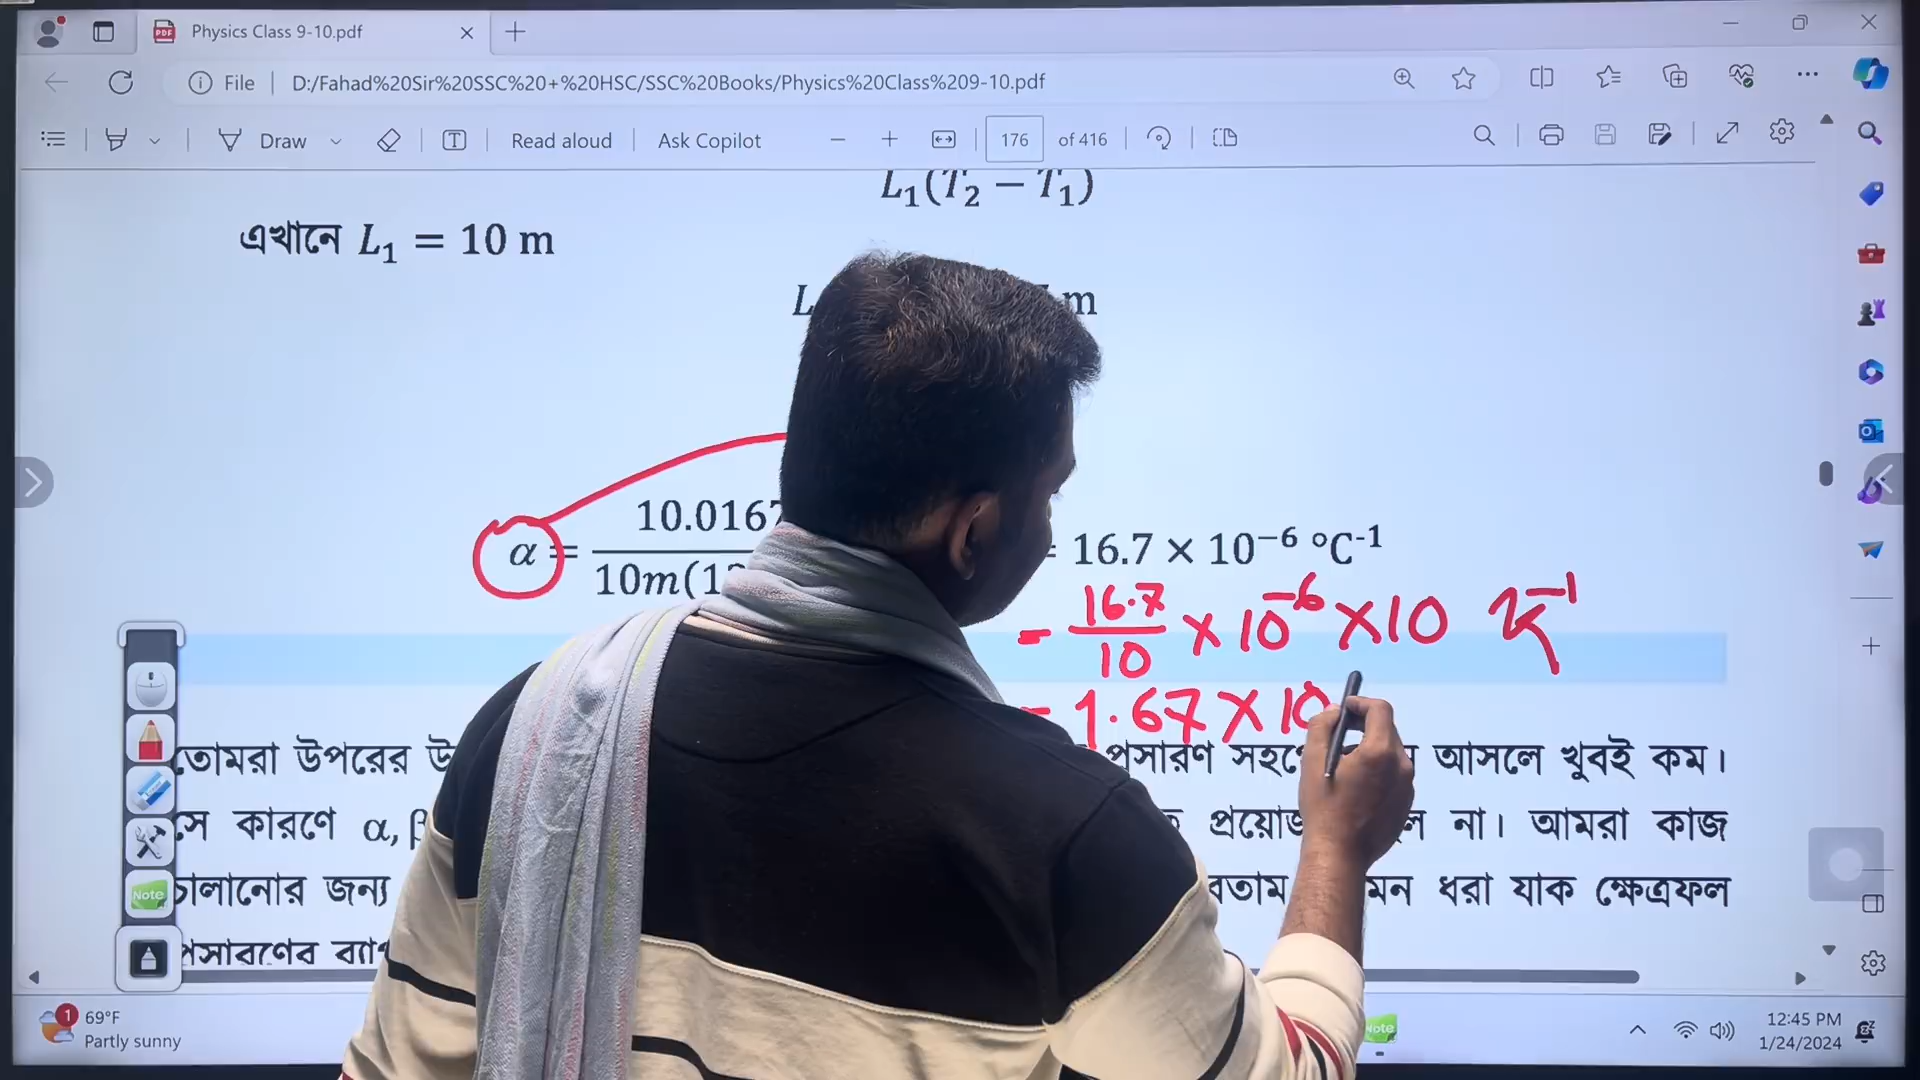 Physics Class 9-10.pdf
File | D:/Fahad%20Sir%20SSC%20+%20HSC/SSC%20Books/Physics%20Class%209-10.pdf
Draw Read aloud Ask Copilot 176 of 416
L₁(T₂ − T₁)
এখানে L₁ = 10 m
L m
α = 10.0167
10m(1 = 16.7 × 10⁻⁶ °C⁻¹
= 16.7/10 × 10⁻⁶ × 10 K⁻¹
= 1.67 × 10
তোমরা উপরের প্রসারণ সহগের আসলে খুবই কম।
সে কারণে α, β প্রয়োজন না। আমরা কাজ
চালানোর জন্য ধরা যাক ক্ষেত্রফল
প্রসারণের
Note
1
69°F
Partly sunny
Note
12:45 PM
1/24/2024